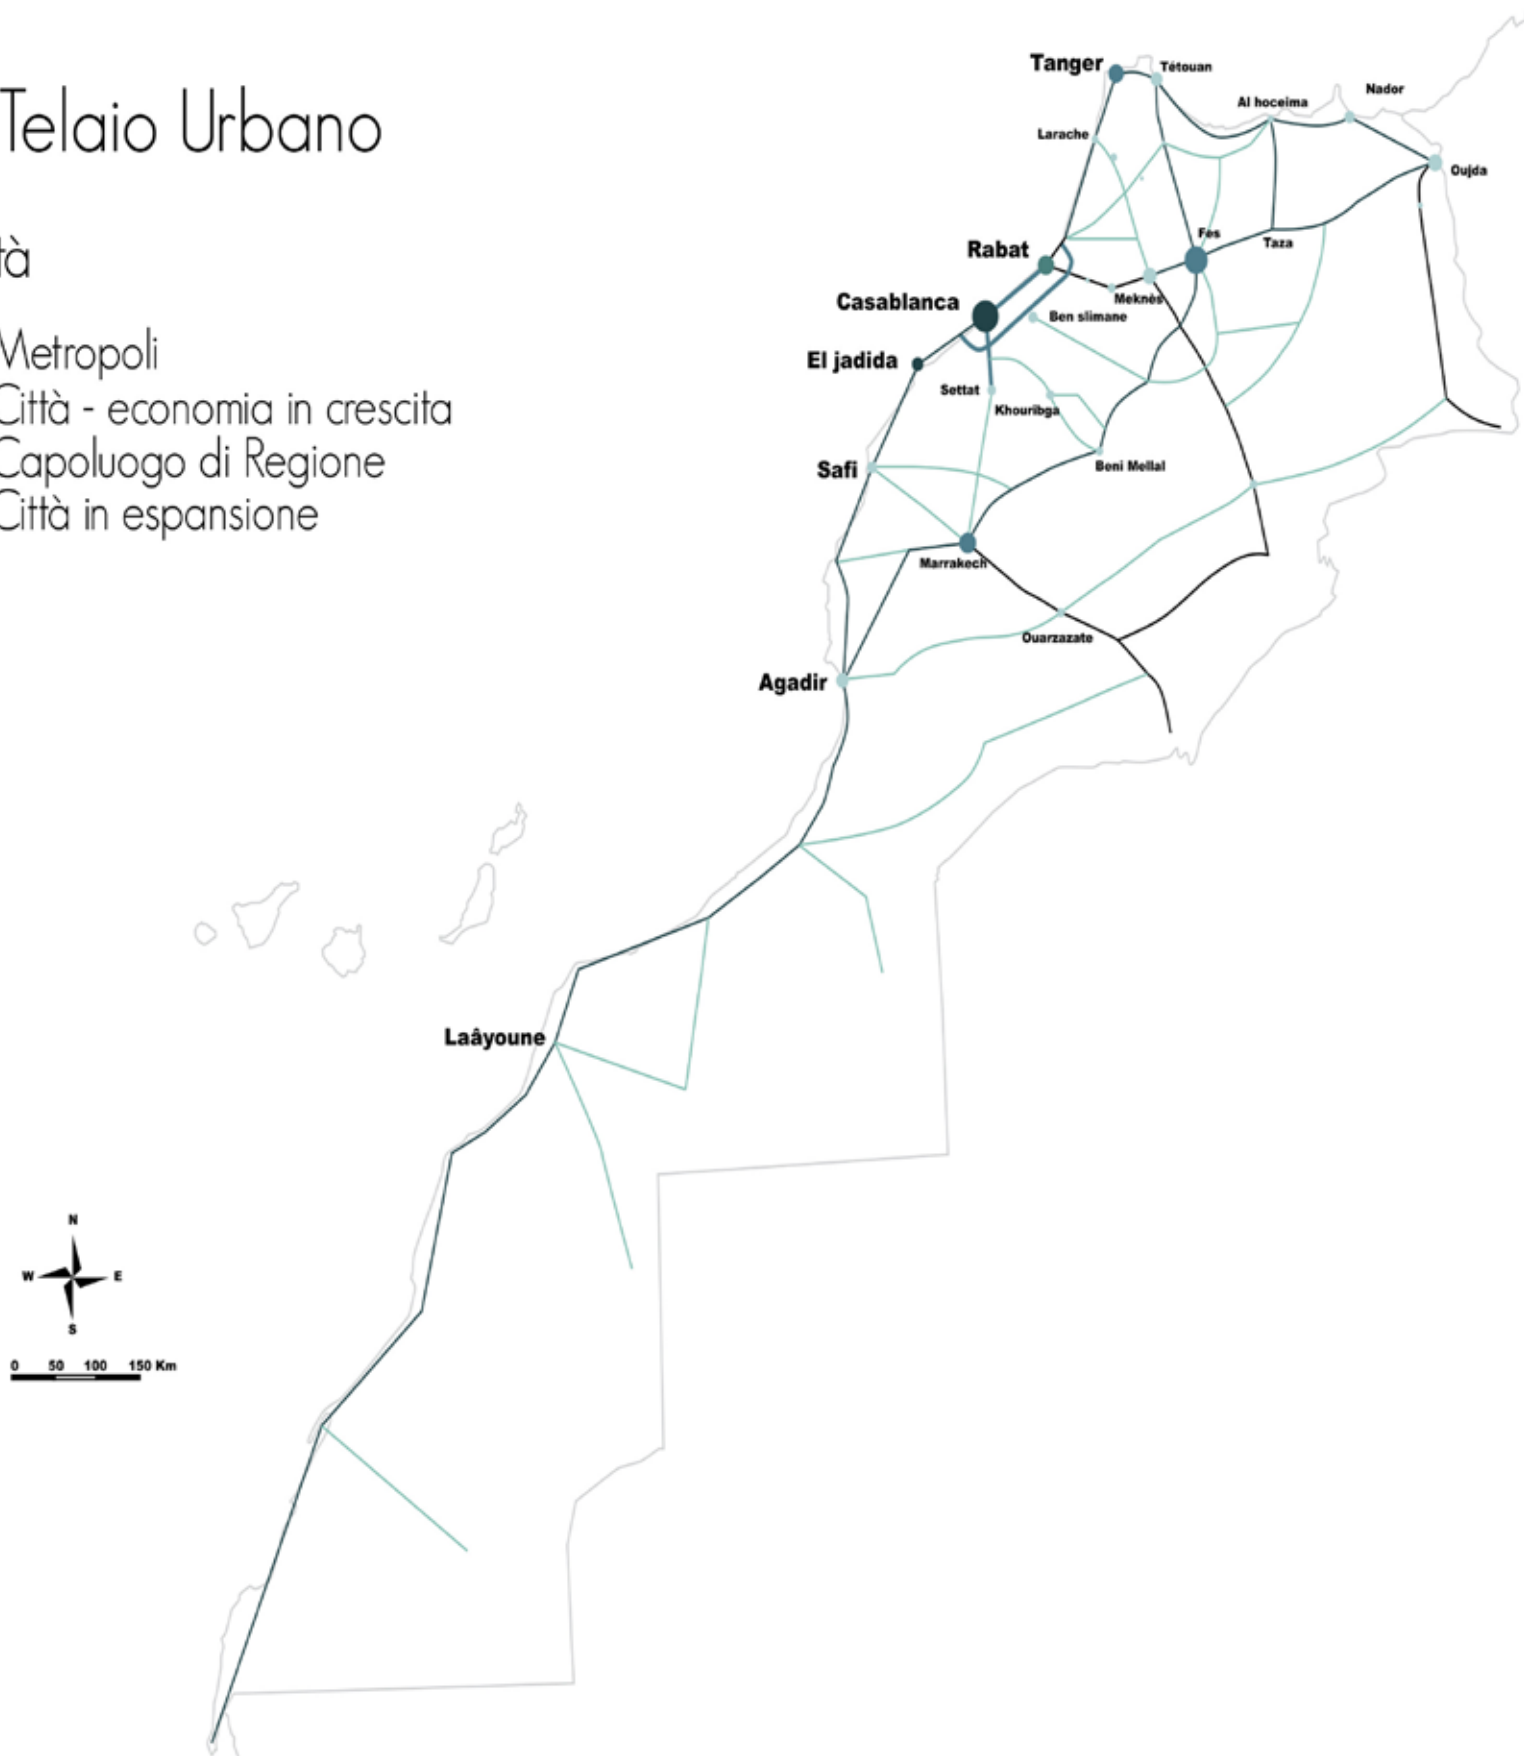 Telaio Urbano
tà
Metropoli
Città - economia in crescita
Capoluogo di Regione
Città in espansione
Tanger
Tétouan
Nador
Al hoceima
Larache
Oujda
Fes
Taza
Rabat
Meknès
Casablanca
Ben slimane
El jadida
Settat
Khouribga
Safi
Beni Mellal
Marrakech
Ouarzazate
Agadir
Laâyoune
N
W E
S
0 50 100 150 Km